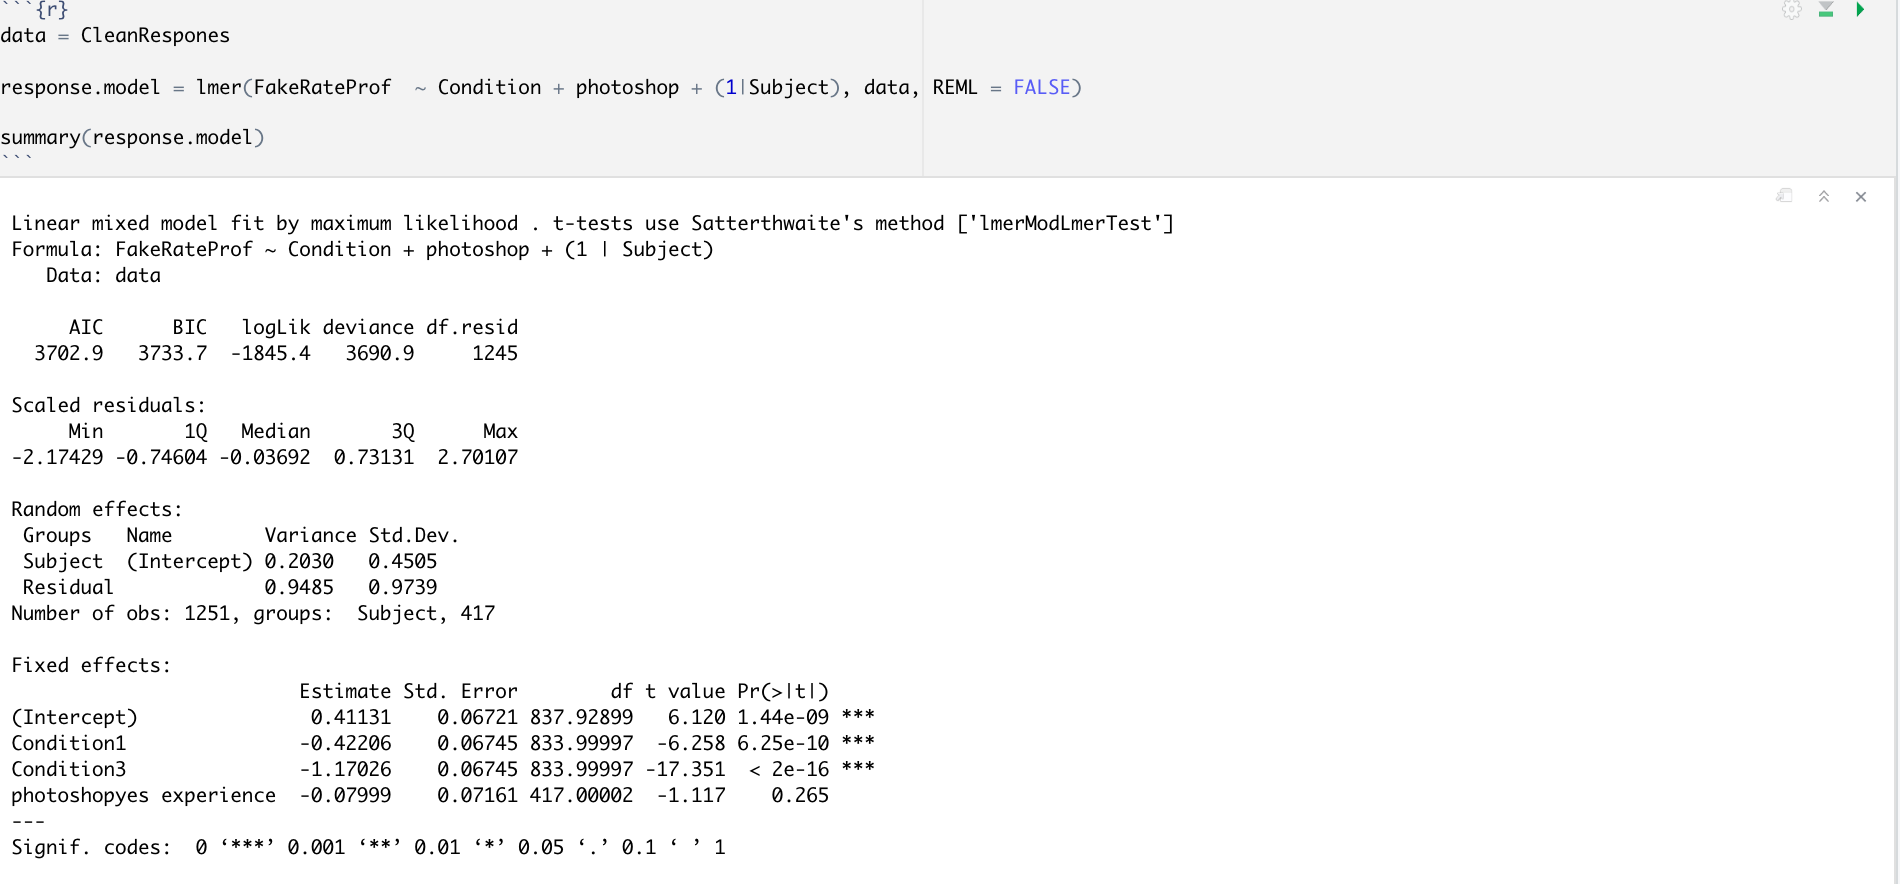 ```{r}
data = CleanRespones
response.model = lmer(FakeRateProf  ~ Condition + photoshop + (1|Subject), data, REML = FALSE)
summary(response.model)
```
Linear mixed model fit by maximum likelihood . t-tests use Satterthwaite's method ['lmerModLmerTest']
Formula: FakeRateProf ~ Condition + photoshop + (1 | Subject)
   Data: data
     AIC      BIC   logLik deviance df.resid
  3702.9   3733.7  -1845.4   3690.9     1245
Scaled residuals:
     Min       1Q   Median       3Q      Max
-2.17429 -0.74604 -0.03692  0.73131  2.70107
Random effects:
 Groups   Name        Variance Std.Dev.
 Subject  (Intercept) 0.2030   0.4505
 Residual             0.9485   0.9739
Number of obs: 1251, groups:  Subject, 417
Fixed effects:
                         Estimate Std. Error        df t value Pr(>|t|)
(Intercept)               0.41131    0.06721 837.92899   6.120 1.44e-09 ***
Condition1               -0.42206    0.06745 833.99997  -6.258 6.25e-10 ***
Condition3               -1.17026    0.06745 833.99997 -17.351  < 2e-16 ***
photoshopyes experience  -0.07999    0.07161 417.00002  -1.117    0.265
---
Signif. codes:  0 ‘***’ 0.001 ‘**’ 0.01 ‘*’ 0.05 ‘.’ 0.1 ‘ ’ 1